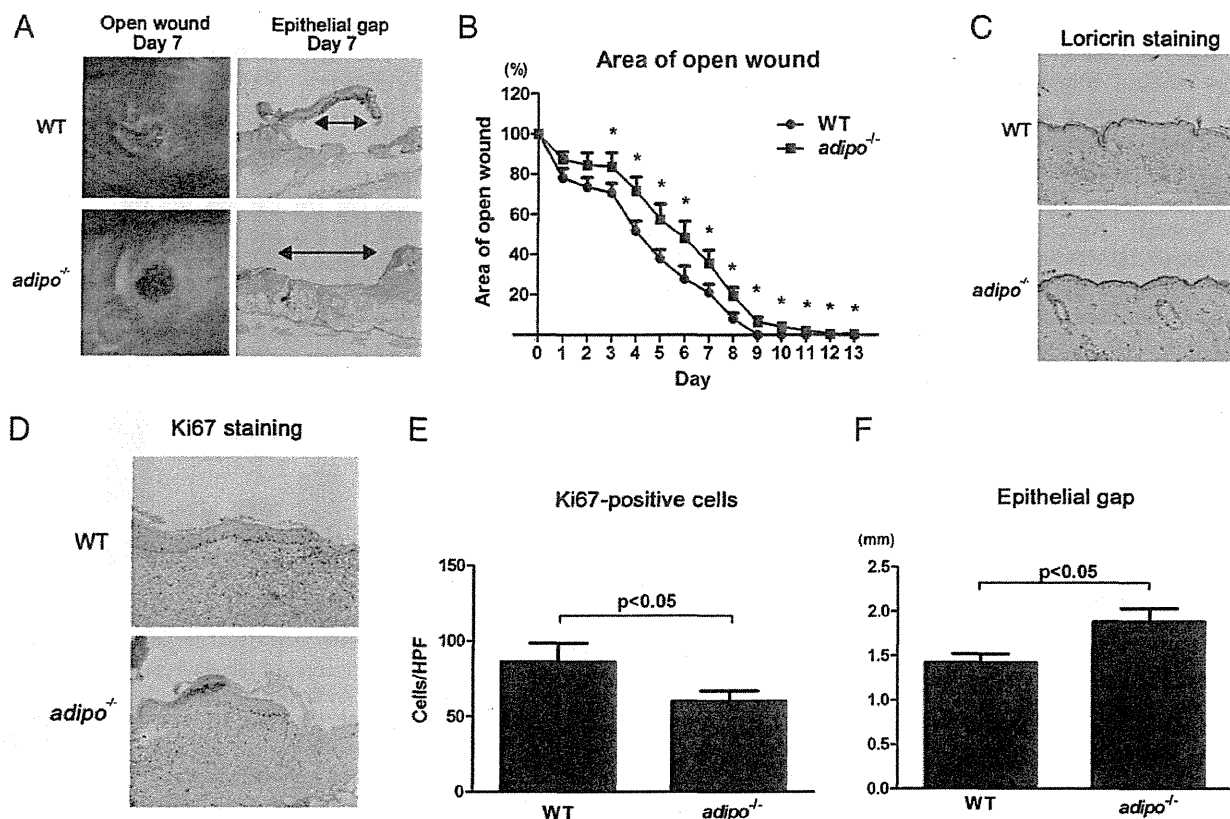 A
Open wound
Day 7
Epithelial gap
Day 7
WT
adipo-/-
B
Area of open wound
(%)
Area of open wound
120
100
80
60
40
20
0 1 2 3 4 5 6 7 8 9 10 11 12 13
Day
WT
adipo-/-
* * * * * * * * * * *
C
Loricrin staining
WT
adipo-/-
D
Ki67 staining
WT
adipo-/-
E
Ki67-positive cells
Cells/HPF
150
100
50
0
p<0.05
WT adipo-/-
F
Epithelial gap
(mm)
2.5
2.0
1.5
1.0
0.5
0.0
p<0.05
WT adipo-/-